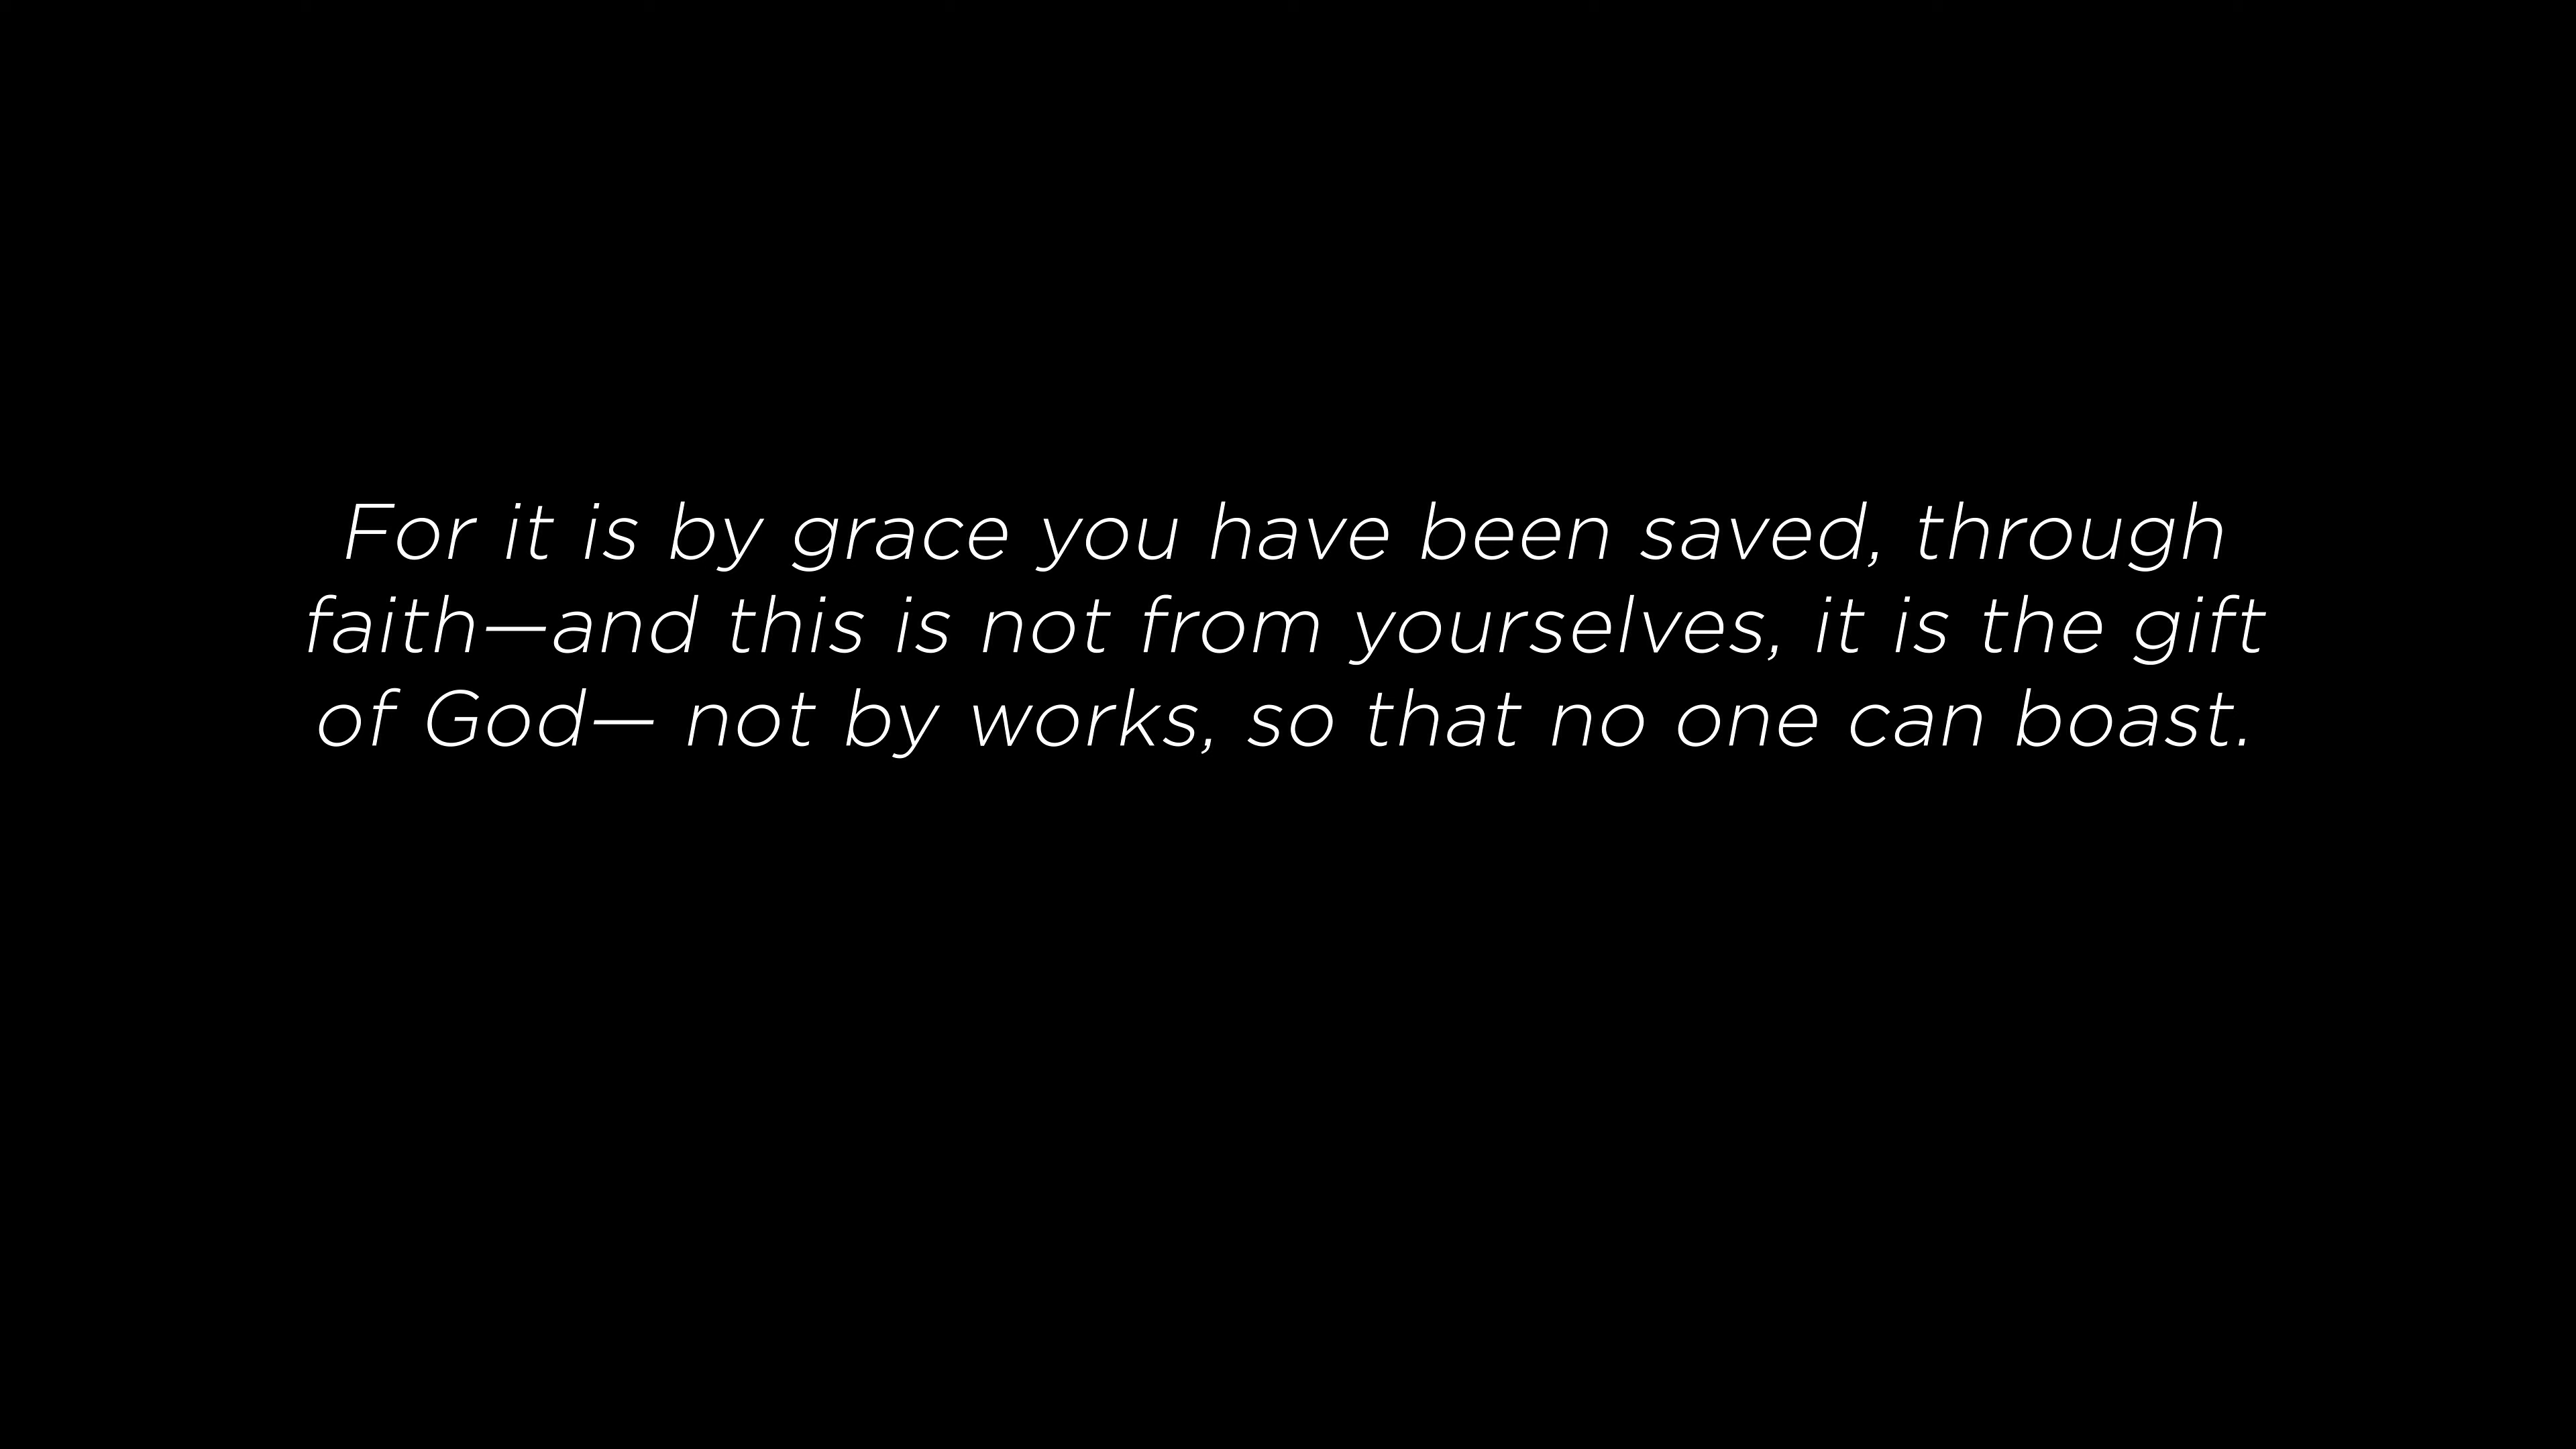 For it is by grace you have been saved, through
faith—and this is not from yourselves, it is the gift
of God— not by works, so that no one can boast.